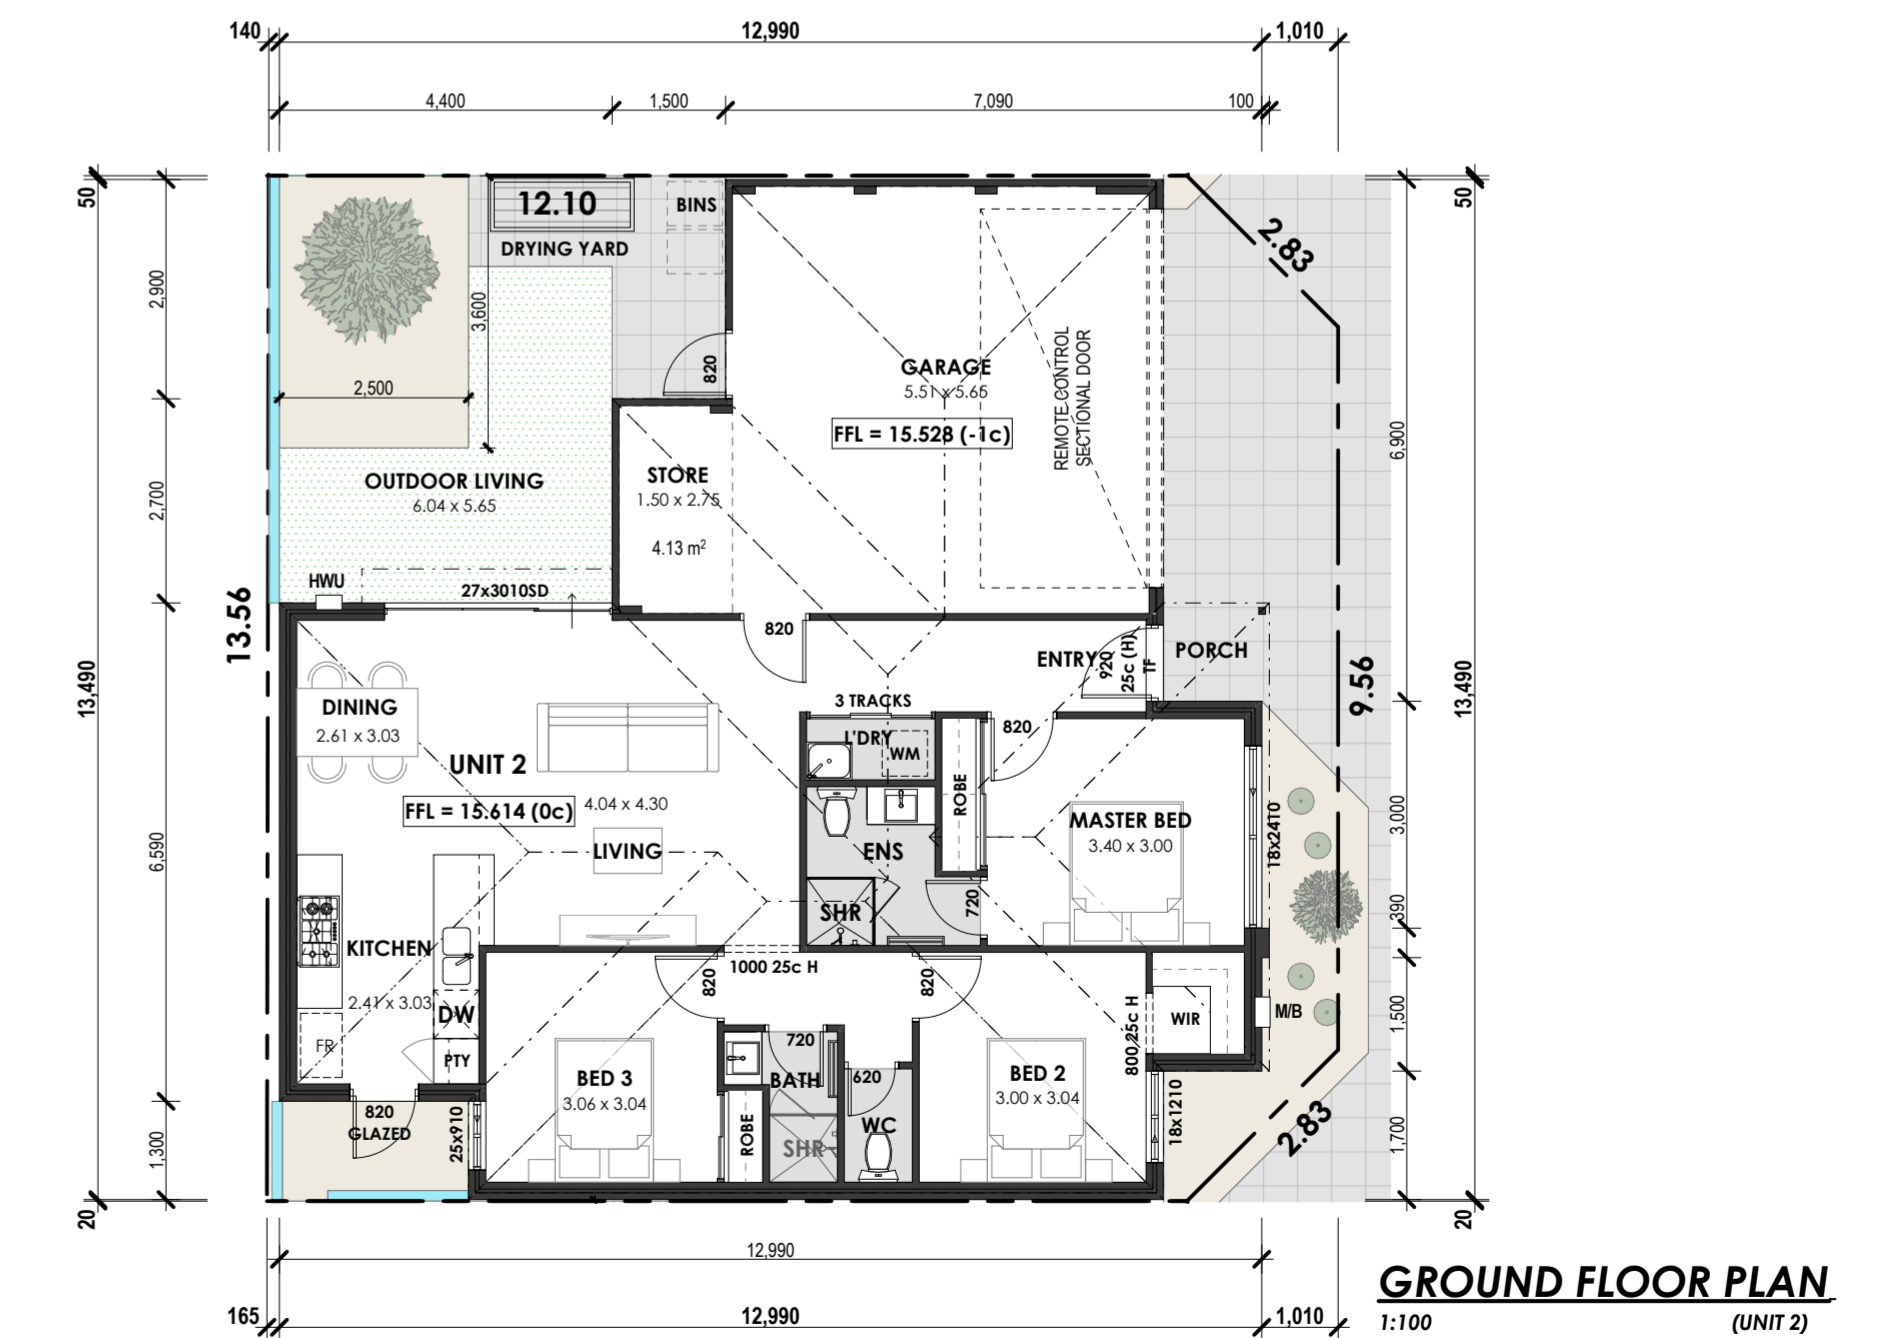 140
12,990
1,010
4,400
1,500
7,090
100
50
50
12.10
BINS
DRYING YARD
2.83
2,900
3,600
2,500
820
GARAGE
5.51 x 5.65
FFL = 15.528 (-1c)
REMOTE CONTROL
SECTIONAL DOOR
6,900
OUTDOOR LIVING
6.04 x 5.65
STORE
1.50 x 2.75
4.13 m²
2,700
HWU
27x3010SD
13.56
820
ENTRY
920
25c (H)
TF
PORCH
9.56
13,490
13,490
DINING
2.61 x 3.03
3 TRACKS
L'DRY
WM
820
UNIT 2
FFL = 15.614 (0c)
4.04 x 4.30
LIVING
ROBE
MASTER BED
3.40 x 3.00
18x2410
3,000
6,590
ENS
SHR
720
390
KITCHEN
2.41 x 3.03
DW
FR
PTY
820
1000 25c H
820
800 25c H
WIR
M/B
1,500
BED 3
3.06 x 3.04
720
BATH
620
BED 2
3.00 x 3.04
820
GLAZED
25x910
ROBE
SHR
WC
18x1210
2.83
1,300
1,700
20
20
12,990
165
12,990
1,010
GROUND FLOOR PLAN
1:100
(UNIT 2)